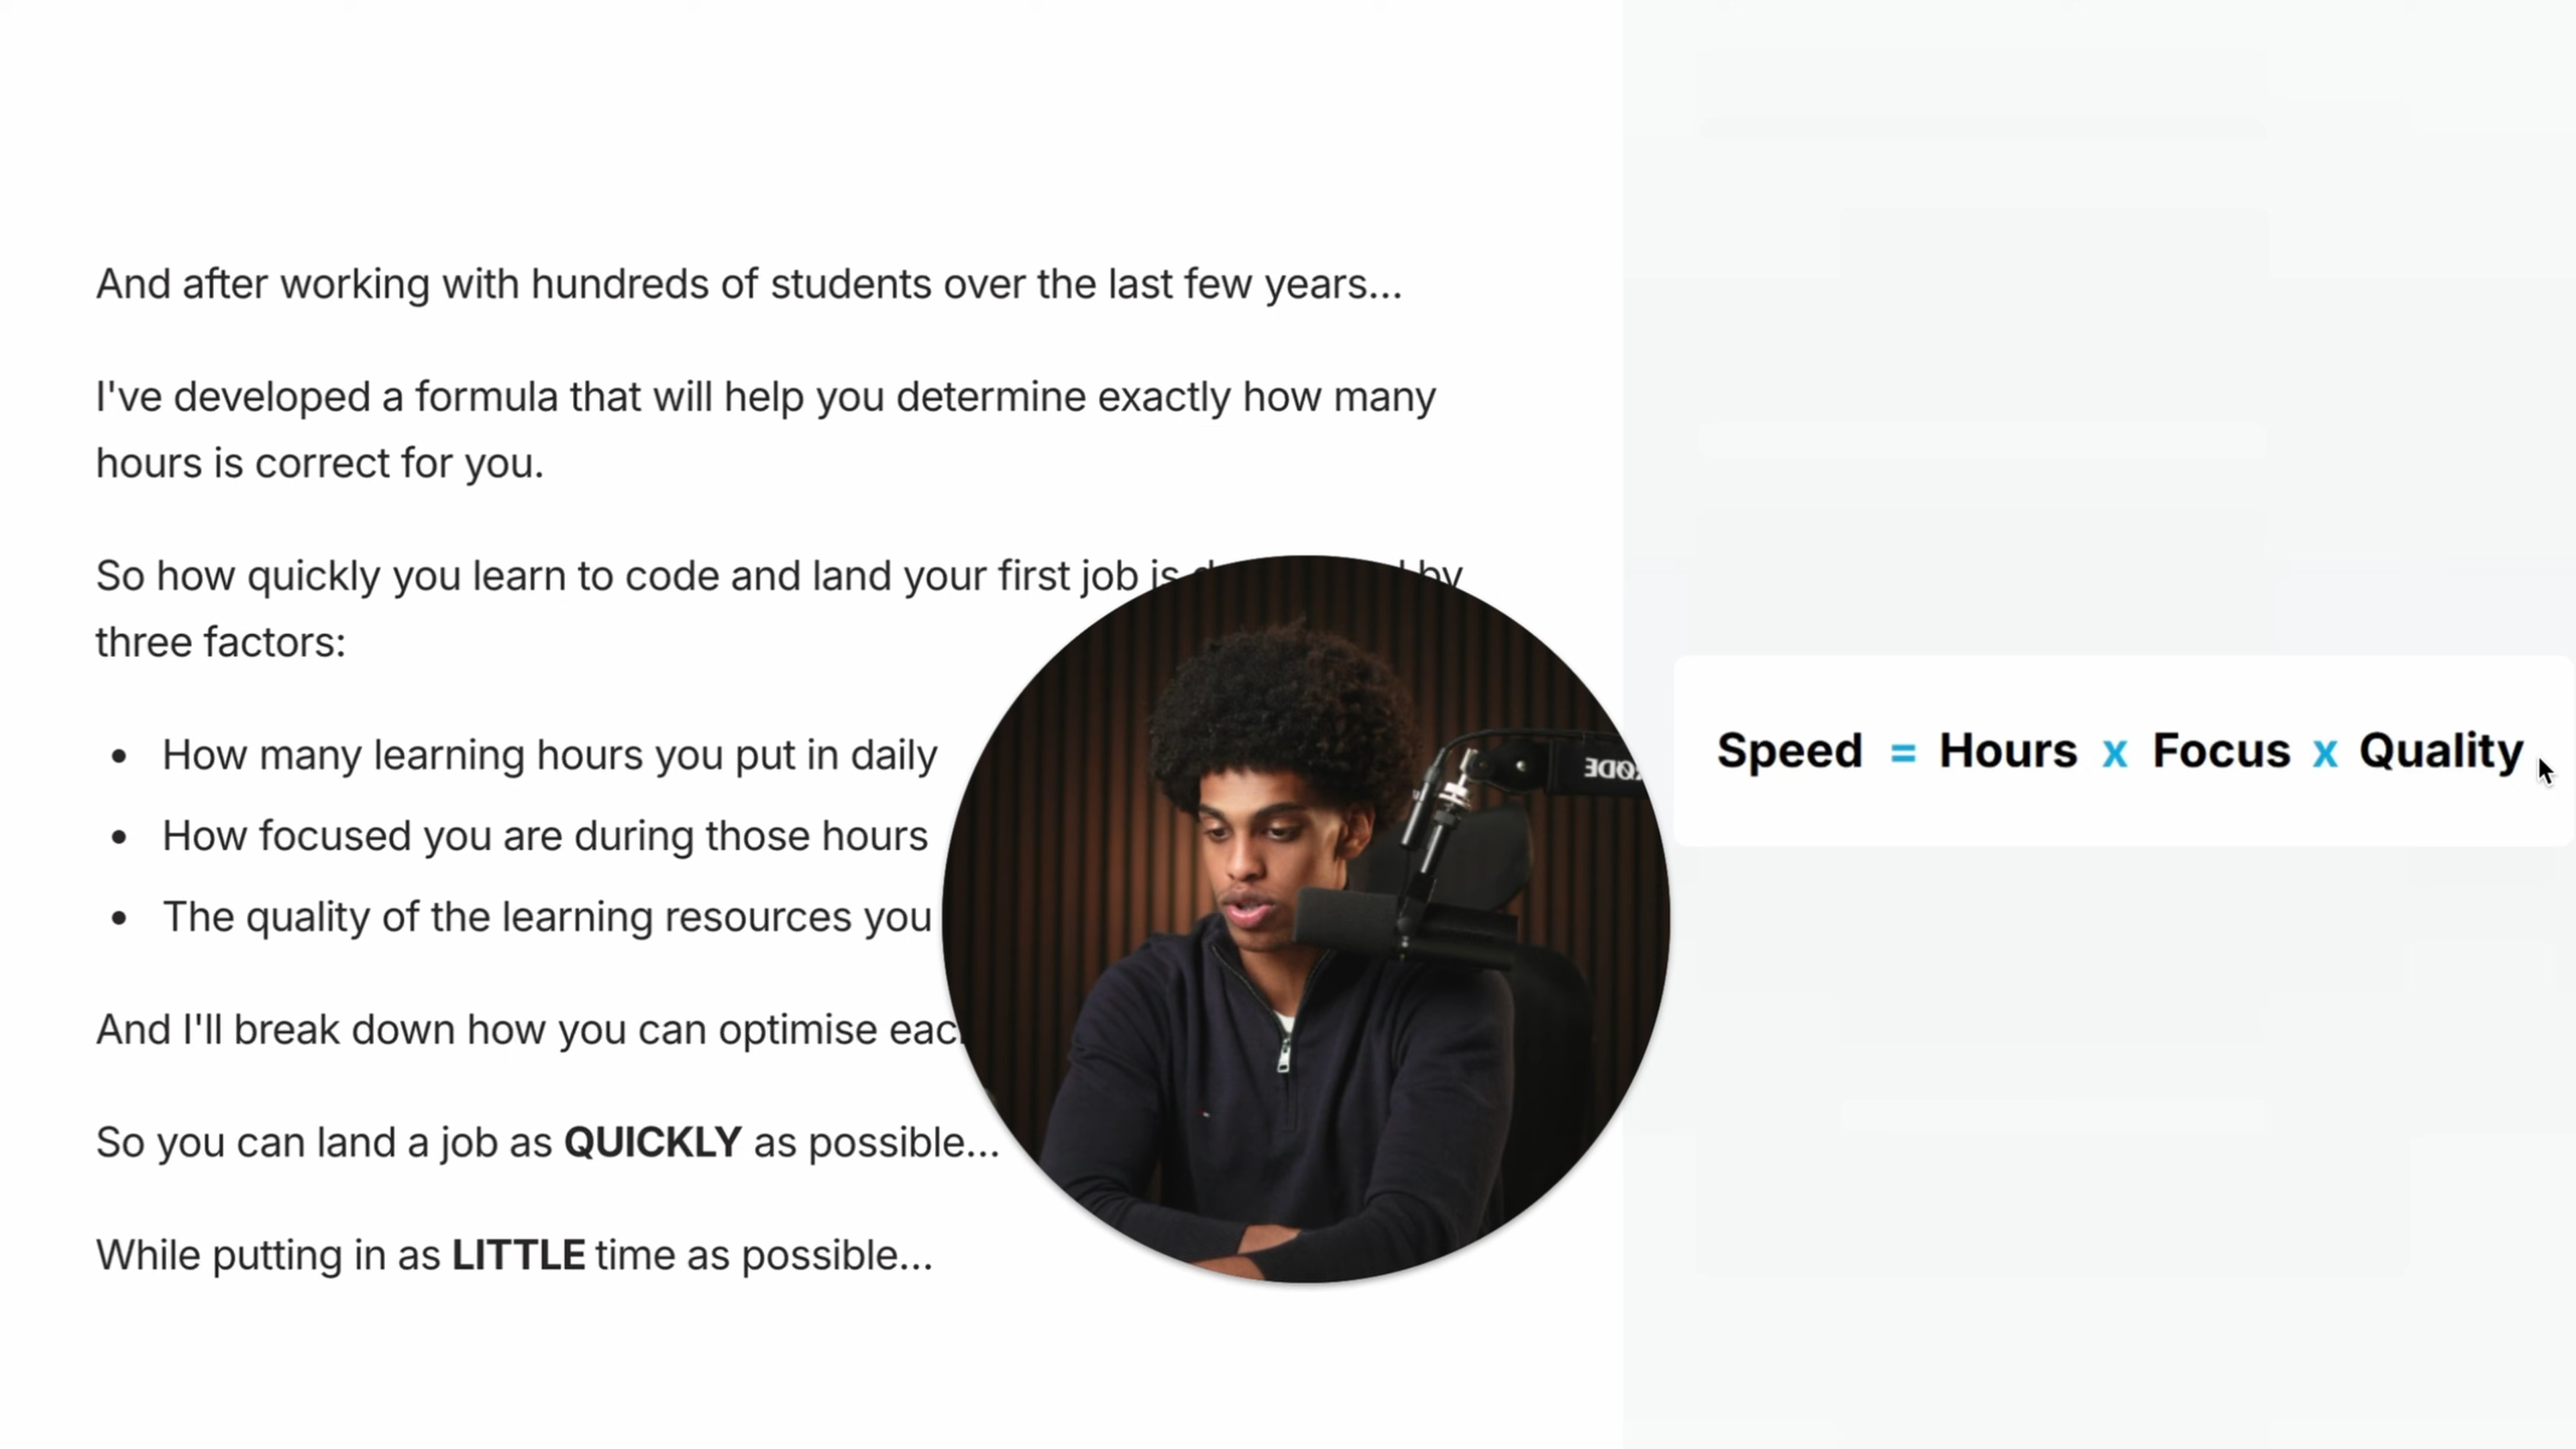 And after working with hundreds of students over the last few years...
I've developed a formula that will help you determine exactly how many
hours is correct for you.
So how quickly you learn to code and land your first job is by
three factors:
• How many learning hours you put in daily
• How focused you are during those hours
• The quality of the learning resources you
And I'll break down how you can optimise
So you can land a job as QUICKLY as possible...
While putting in as LITTLE time as possible...
Speed = Hours x Focus x Quality